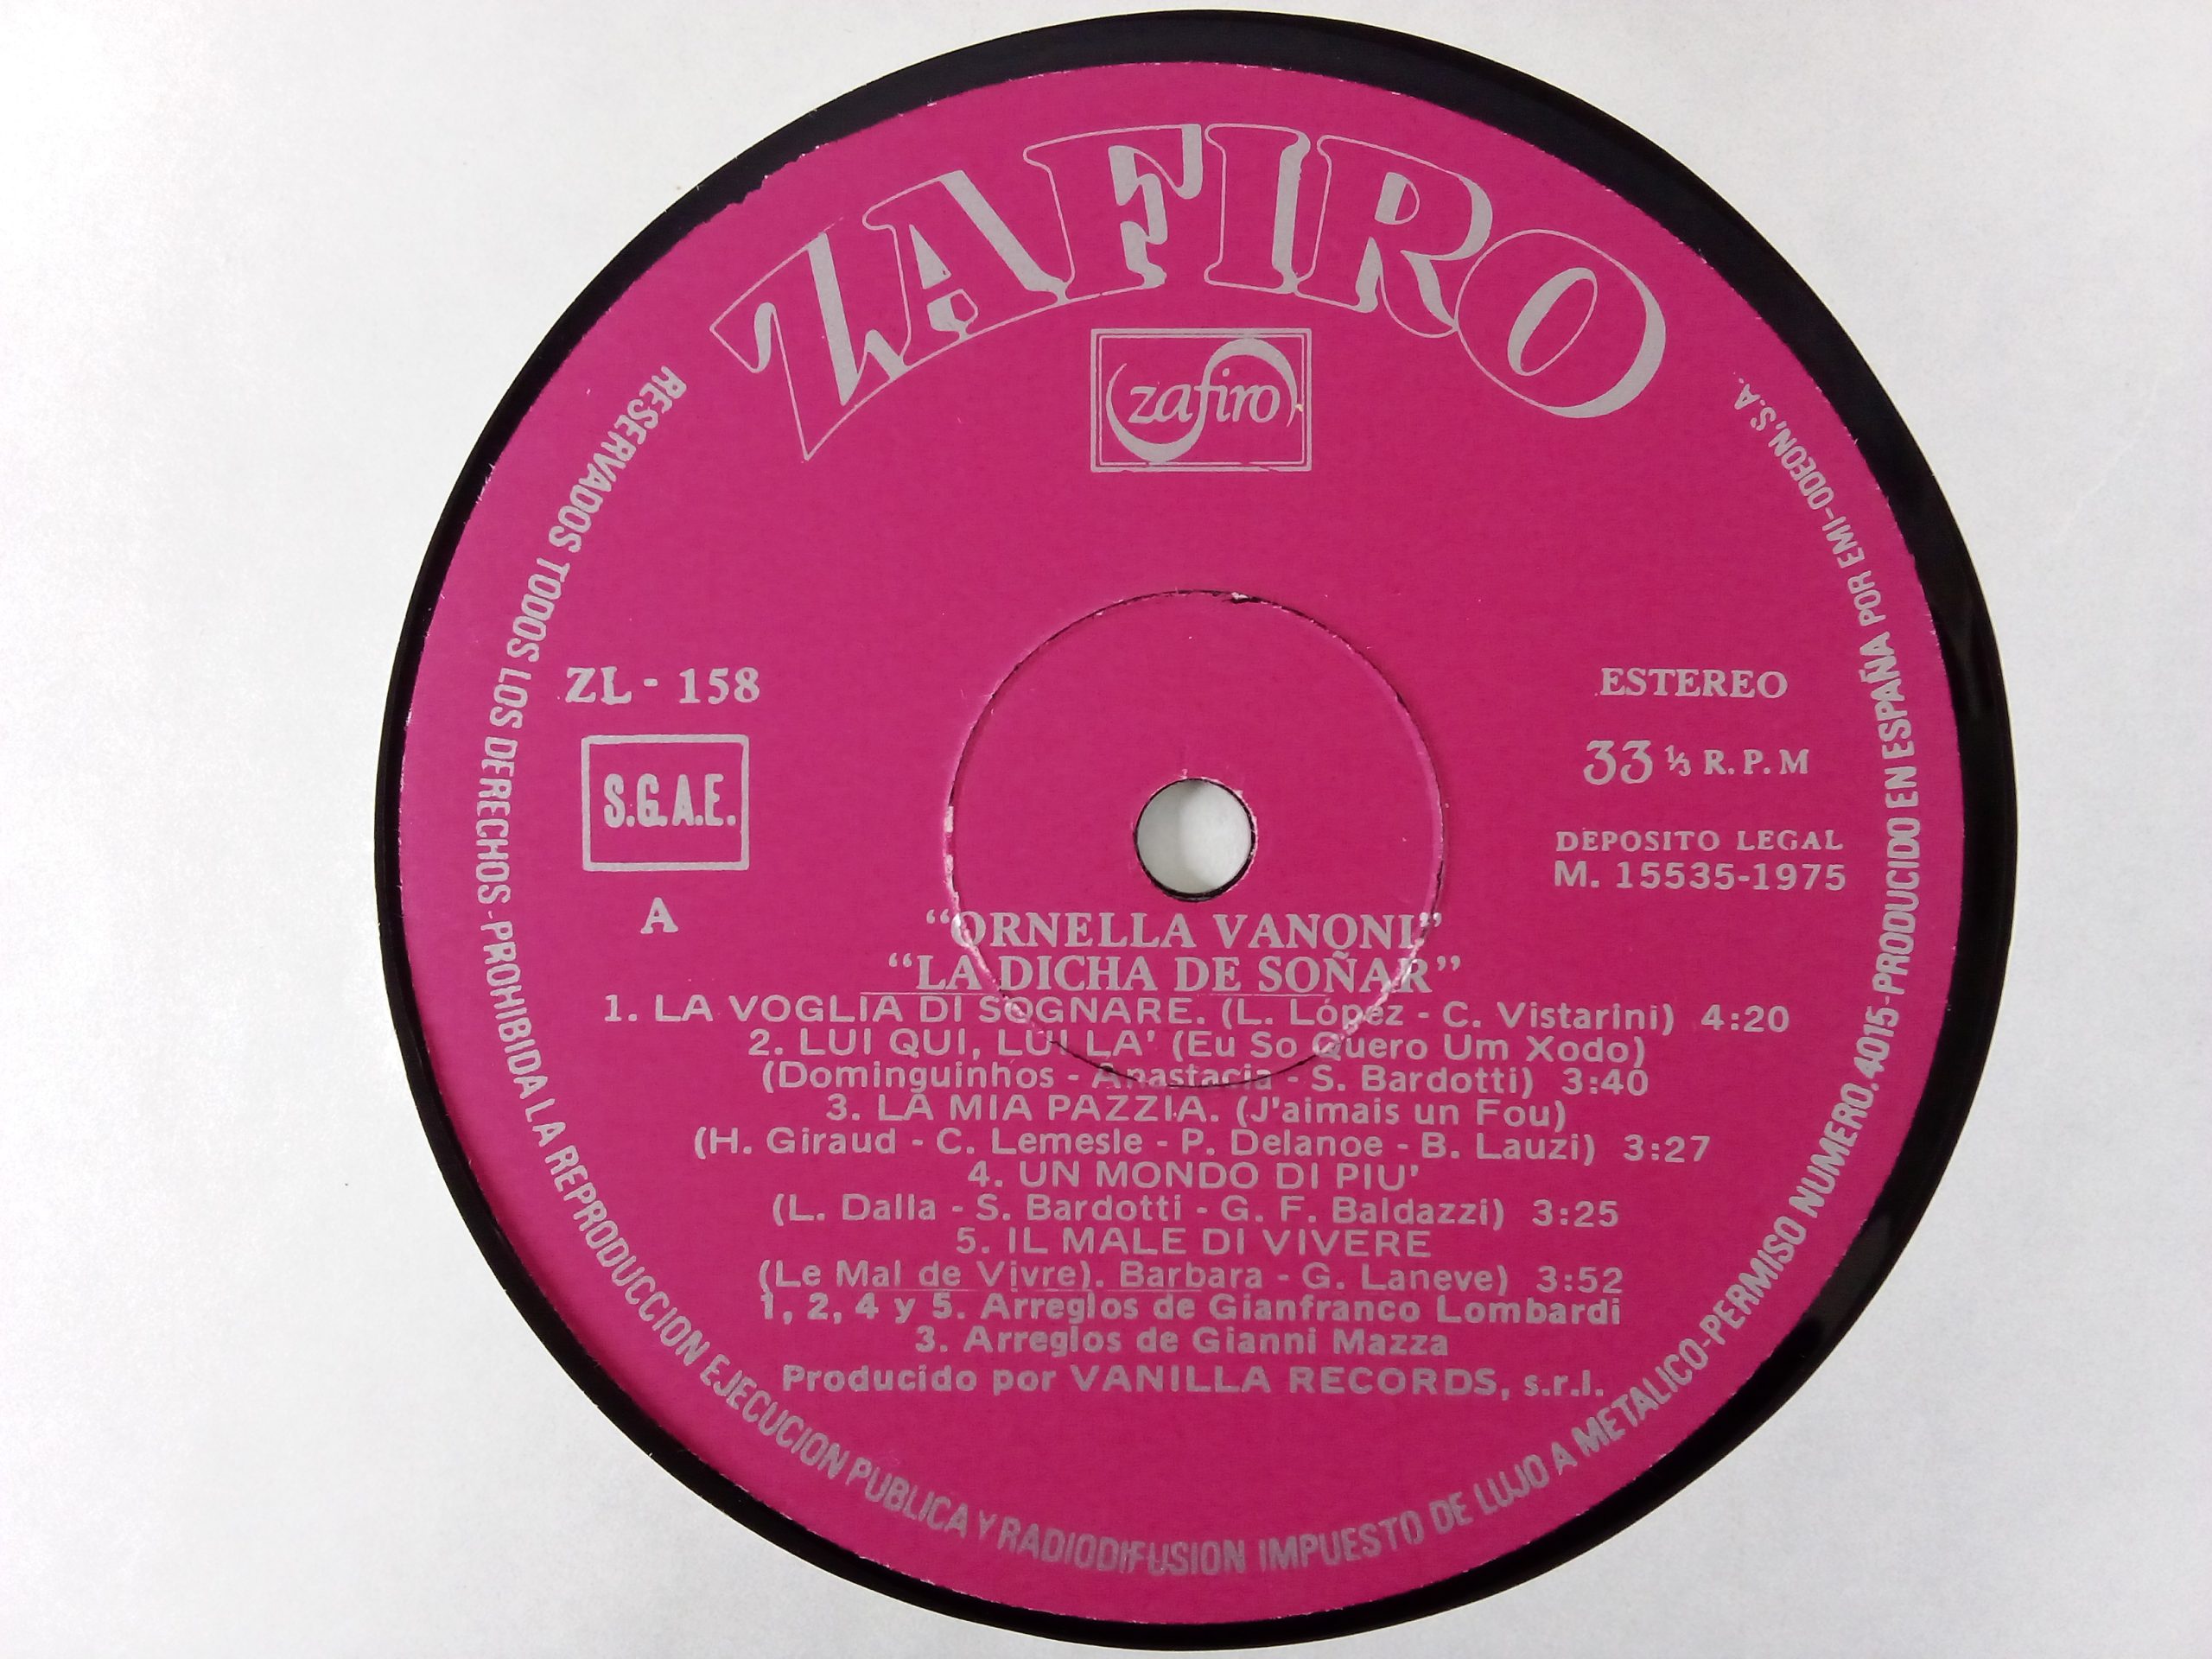 ZAFIRO
zafiro
ZL - 158
S.G.A.E.
A
ESTEREO
33 ⅓ R.P.M
DEPOSITO LEGAL
M. 15535-1975
“ORNELLA VANONI”
“LA DICHA DE SOÑAR”
1. LA VOGLIA DI SOGNARE. (L. López - C. Vistarini) 4:20
2. LUI QUI, LUI LA' (Eu So Quero Um Xodo)
(Dominguinhos - Anastacia - S. Bardotti) 3:40
3. LA MIA PAZZIA. (J'aimais un Fou)
(H. Giraud - C. Lemesle - P. Delanoe - B. Lauzi) 3:27
4. UN MONDO DI PIU'
(L. Dalla - S. Bardotti - G. F. Baldazzi) 3:25
5. IL MALE DI VIVERE
(Le Mal de Vivre). Barbara - G. Laneve) 3:52
1, 2, 4 y 5. Arreglos de Gianfranco Lombardi
3. Arreglos de Gianni Mazza
Producido por VANILLA RECORDS, s.r.l.
RESERVADOS TODOS LOS DERECHOS-PROHIBIDA LA REPRODUCCION EJECUCION PUBLICA Y RADIODIFUSION IMPUESTO DE LUJO A METALICO-PERMISO NUMERO. 4015-PRODUCIDO EN ESPAÑA POR EMI-ODEON, S.A.